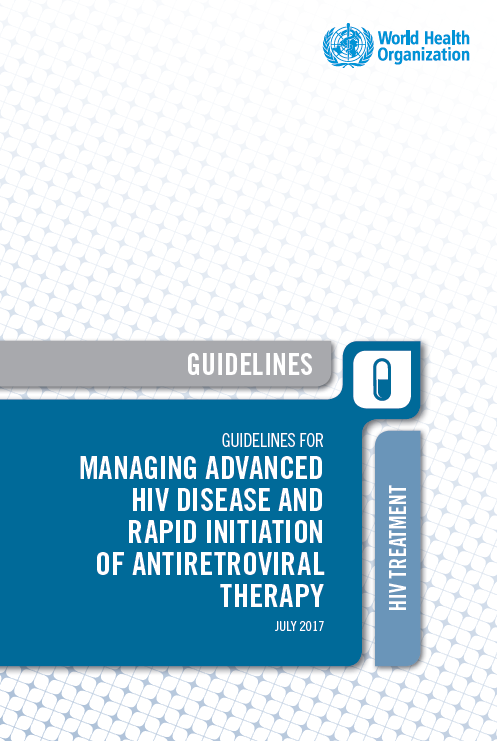 World Health
Organization
GUIDELINES
GUIDELINES FOR
MANAGING ADVANCED
HIV DISEASE AND
RAPID INITIATION
OF ANTIRETROVIRAL
THERAPY
JULY 2017
HIV TREATMENT